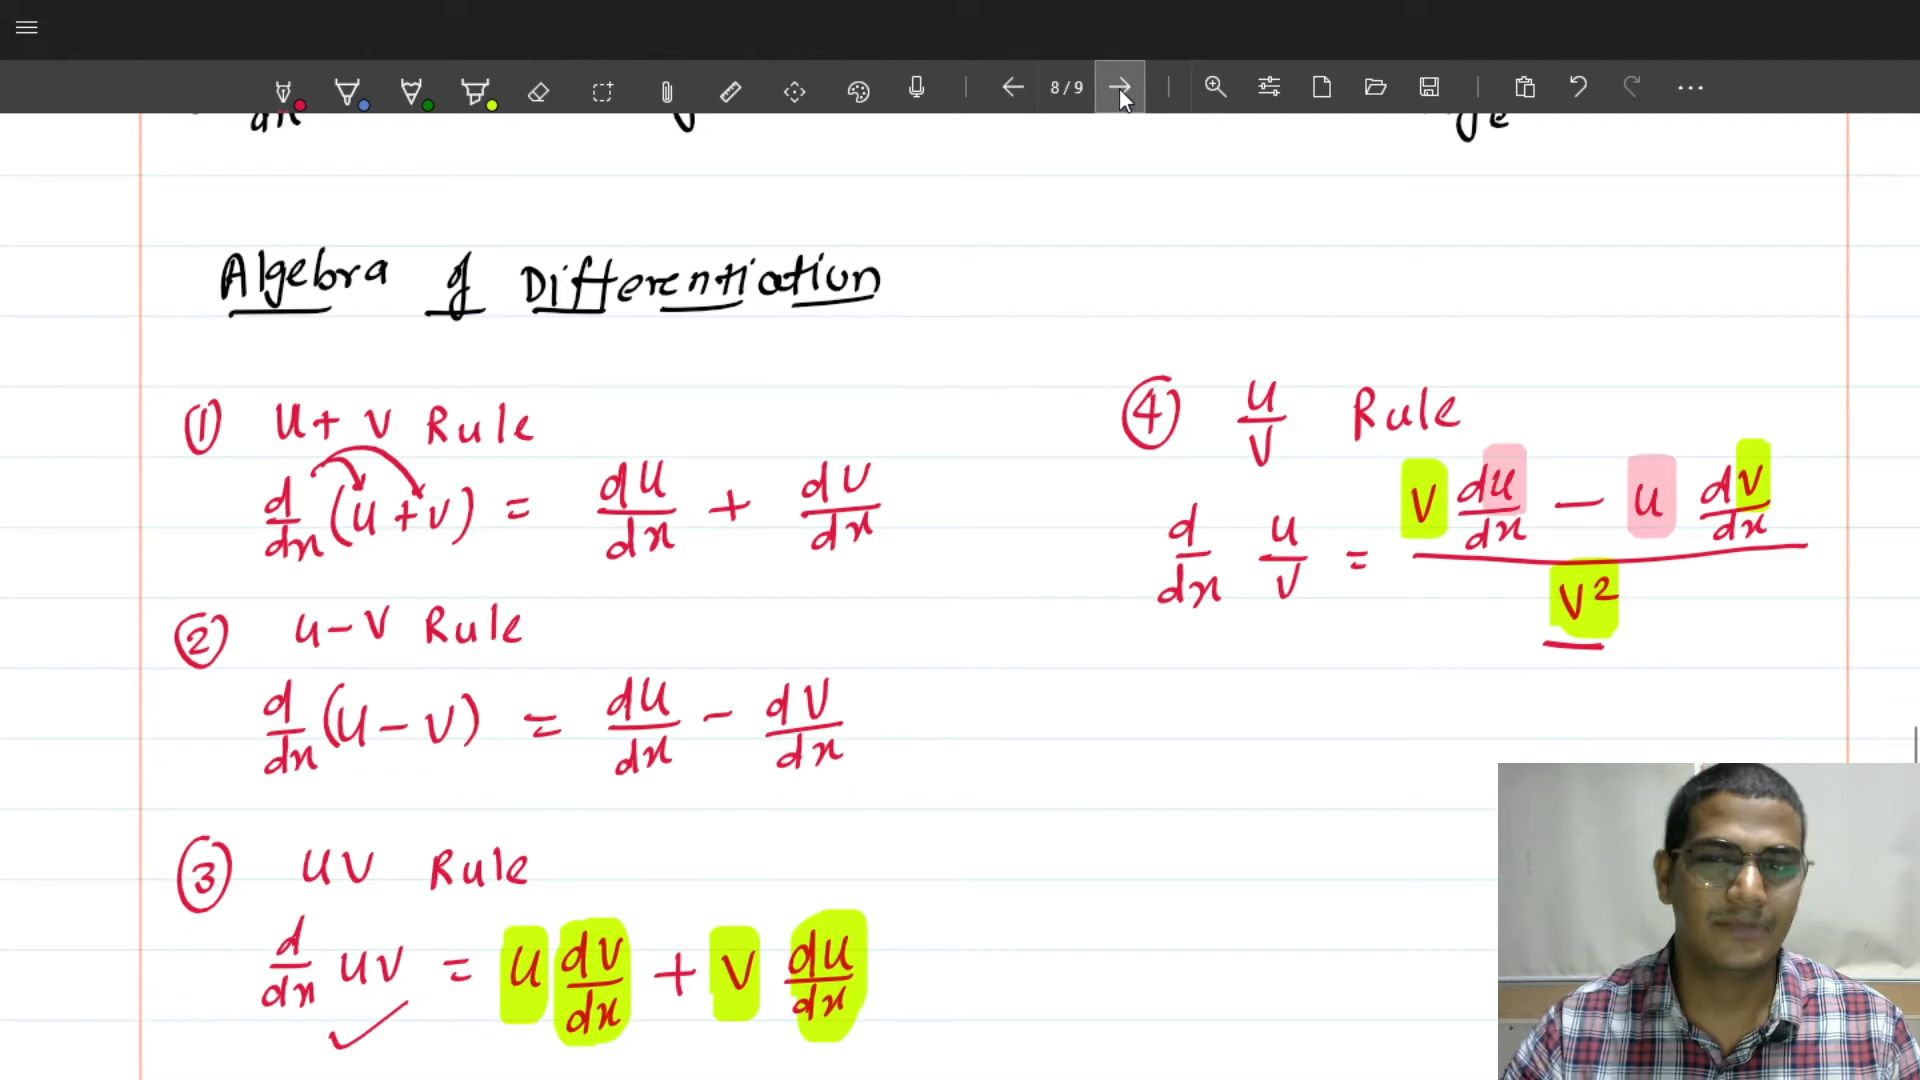 8/9
Algebra of Differentiation
① U + V Rule
d/dx (U + V) = dU/dx + dV/dx
② U - V Rule
d/dx (U - V) = dU/dx - dV/dx
③ UV Rule
d/dx UV = U dV/dx + V dU/dx
④ U/V Rule
d/dx U/V = (V dU/dx - U dV/dx) / V²